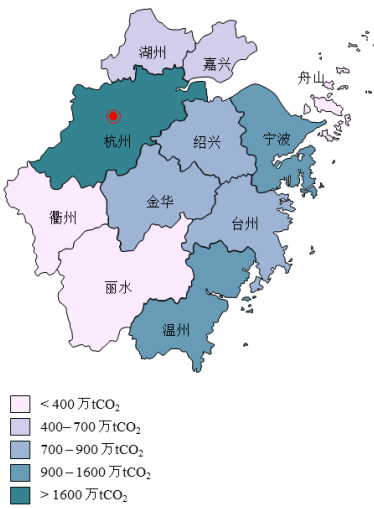 湖州
嘉兴
舟山
杭州
绍兴
宁波
衢州
金华
台州
丽水
温州
< 400 万tCO₂
400–700 万tCO₂
700–900 万tCO₂
900–1600 万tCO₂
> 1600 万tCO₂